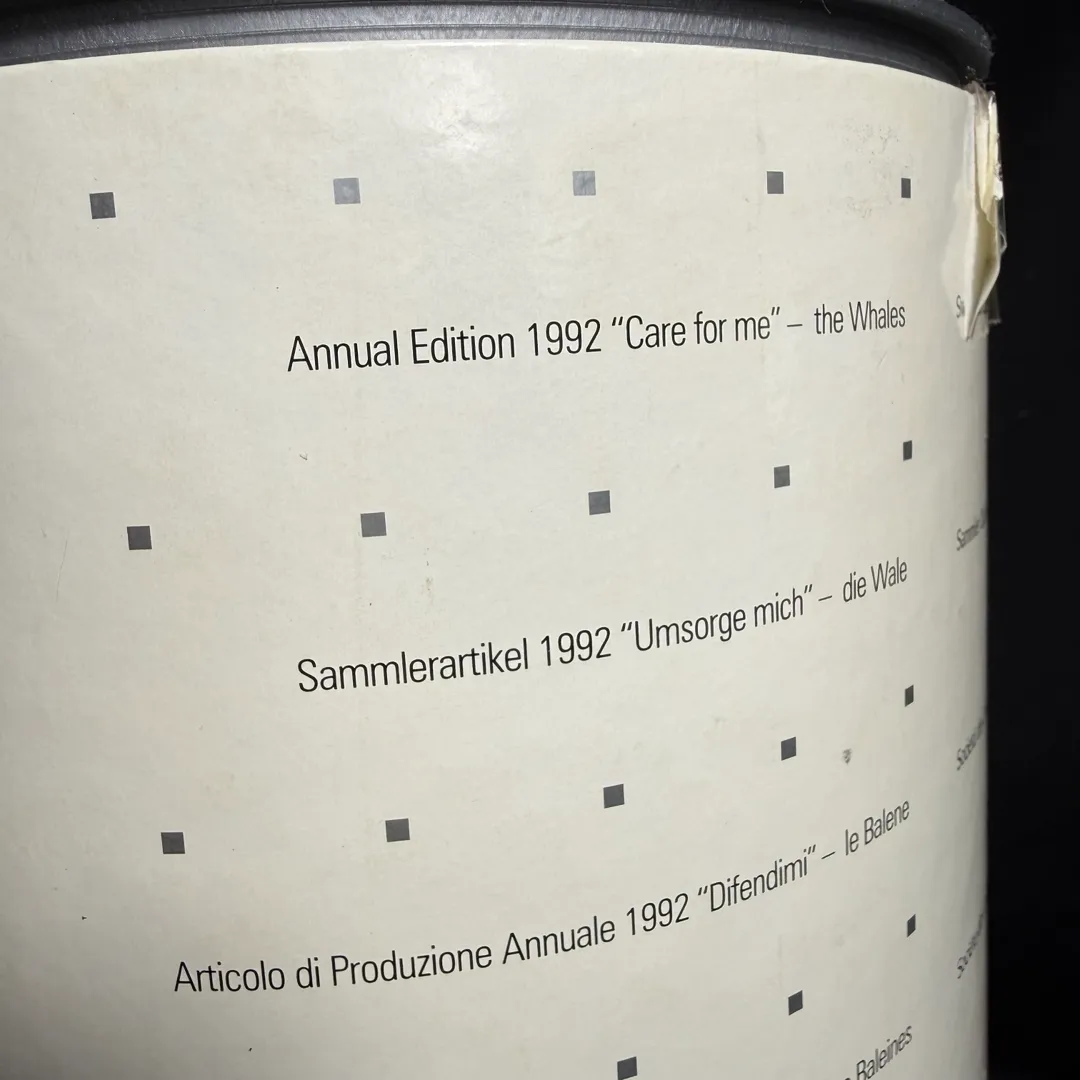 Annual Edition 1992 “Care for me” – the Whales
Sammlerartikel 1992 “Umsorge mich” – die Wale
Articolo di Produzione Annuale 1992 “Difendimi” – le Balene
Baleines